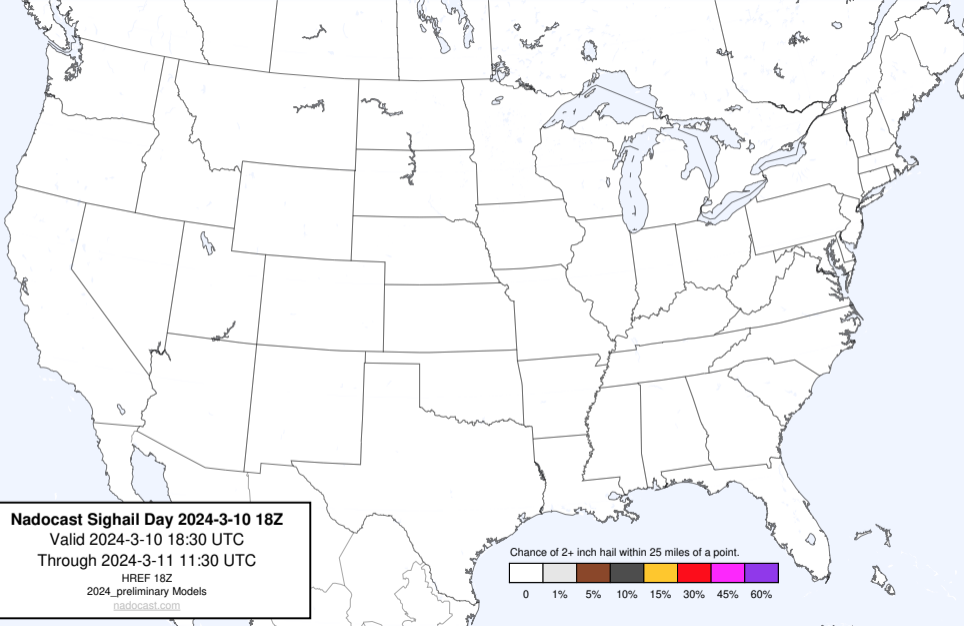 Nadocast Sighail Day 2024-3-10 18Z
Valid 2024-3-10 18:30 UTC
Through 2024-3-11 11:30 UTC
HREF 18Z
2024_preliminary Models
nadocast.com
Chance of 2+ inch hail within 25 miles of a point.
0 1% 5% 10% 15% 30% 45% 60%